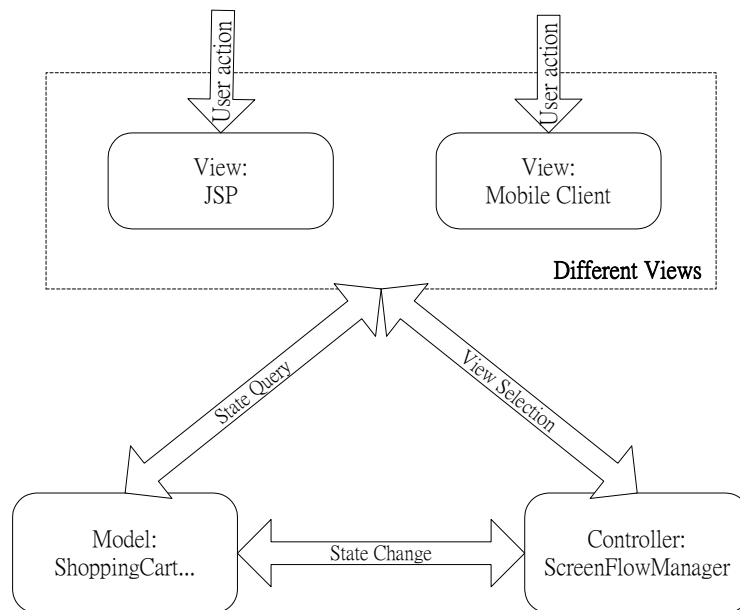 User action
User action
View:
JSP
View:
Mobile Client
Different Views
State Query
View Selection
Model:
ShoppingCart...
State Change
Controller:
ScreenFlowManager